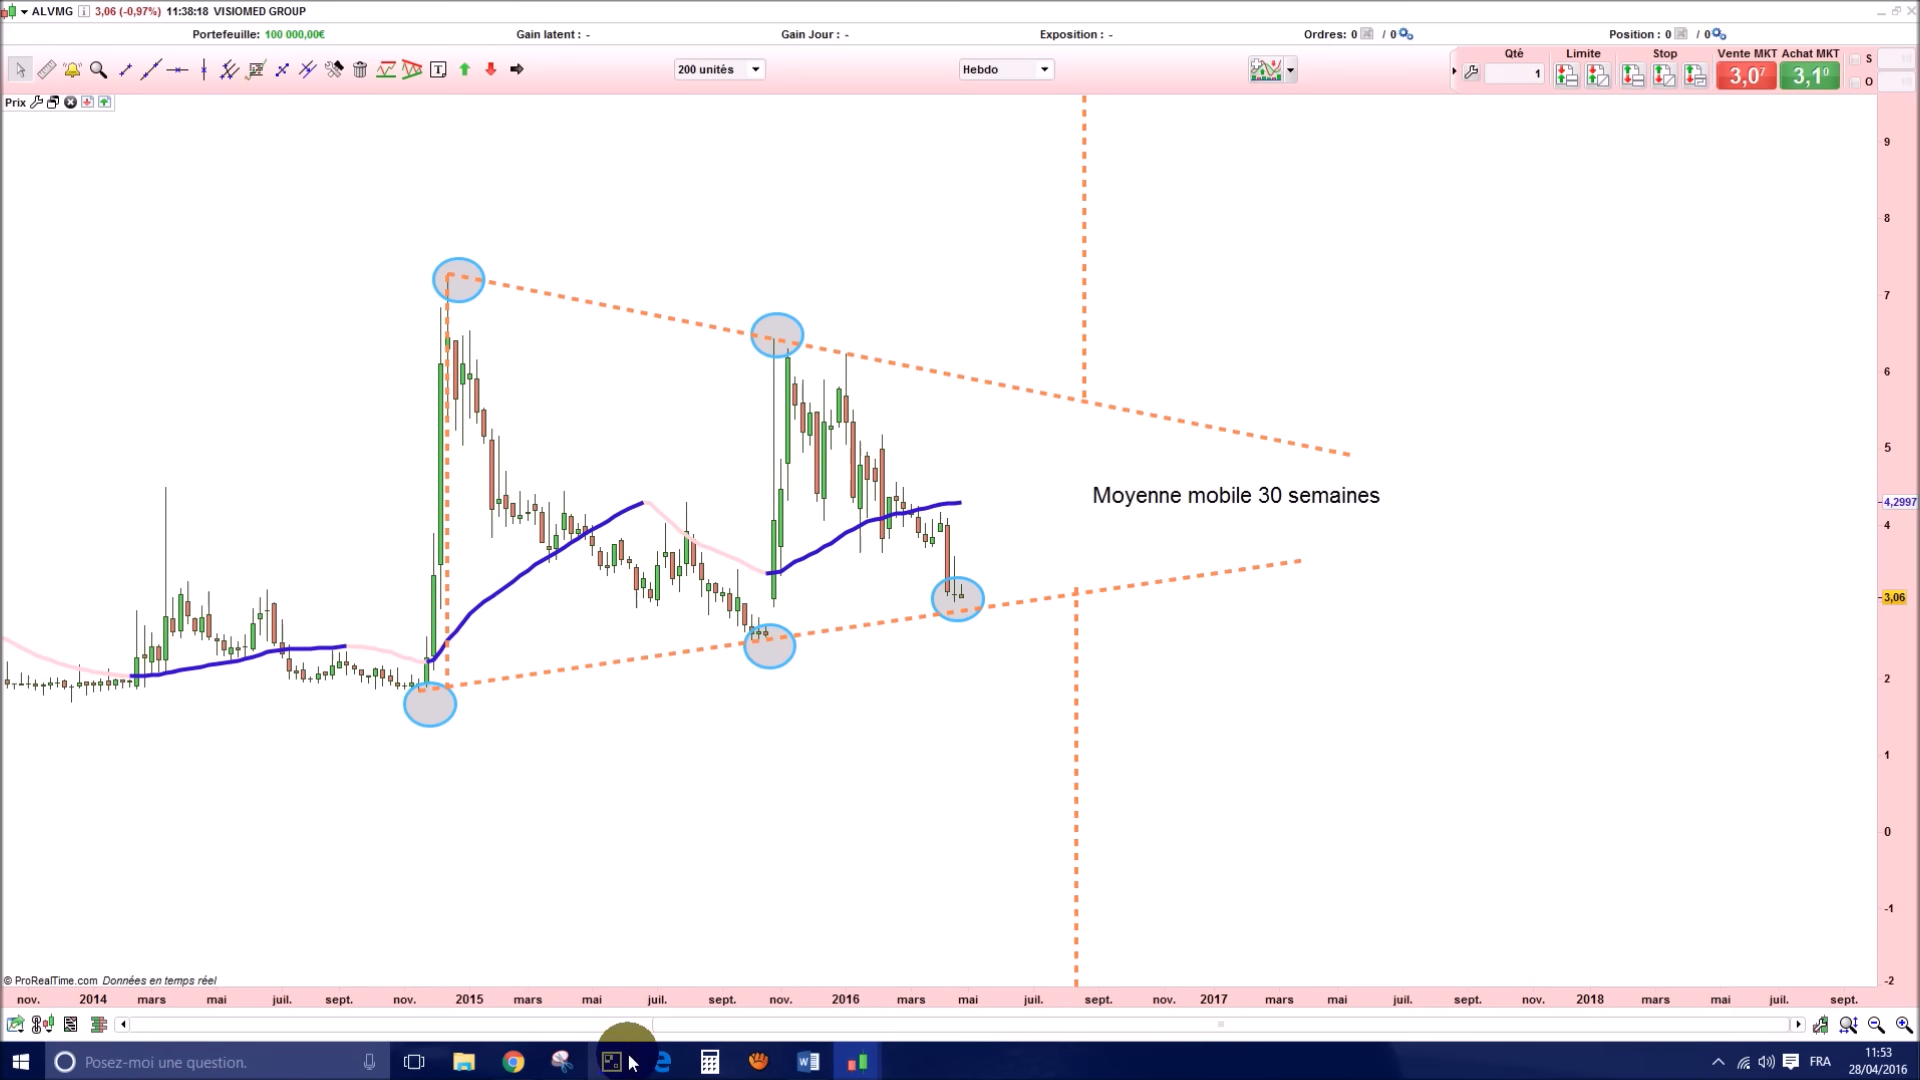 ALVMG 3,06 (-0,97%) 11:38:18 VISIOMED GROUP
Portefeuille: 100 000,00€ Gain latent : - Gain Jour : - Exposition : - Ordres: 0 / 0 Position : 0 / 0
Qté Limite Stop Vente MKT Achat MKT S
200 unités Hebdo 1 3,0⁷ 3,1⁰ O
Prix
9
8
7
6
5
Moyenne mobile 30 semaines
4,2997
4
3,06
2
1
0
-1
-2
© ProRealTime.com Données en temps réel
nov. 2014 mars mai juil. sept. nov. 2015 mars mai juil. sept. nov. 2016 mars mai juil. sept. nov. 2017 mars mai juil. sept. nov. 2018 mars mai juil. sept.
Posez-moi une question. FRA 11:53
28/04/2016